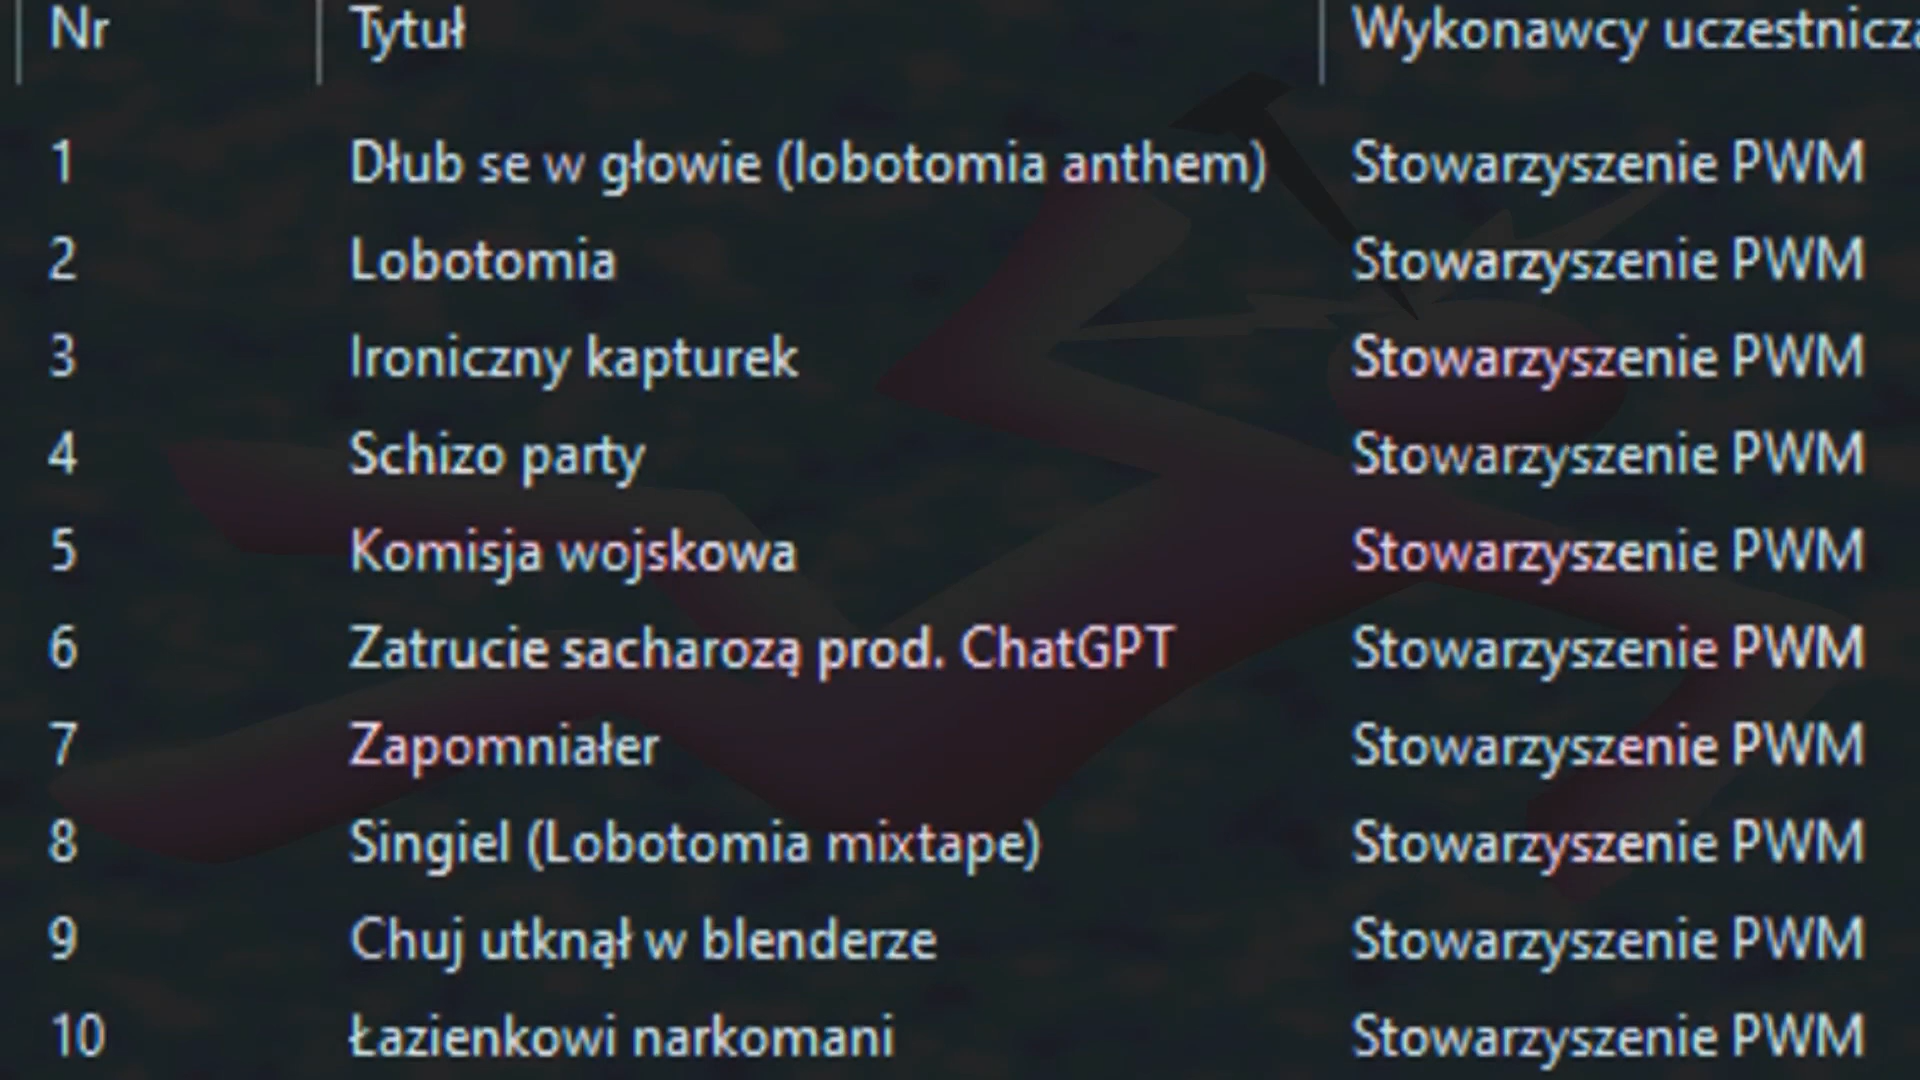 Nr Tytuł Wykonawcy
1 Dłub se w głowie (lobotomia anthem) Stowarzyszenie PWM
2 Lobotomia Stowarzyszenie PWM
3 Ironiczny kapturek Stowarzyszenie PWM
4 Schizo party Stowarzyszenie PWM
5 Komisja wojskowa Stowarzyszenie PWM
6 Zatrucie sacharozą prod. ChatGPT Stowarzyszenie PWM
7 Zapomniałer Stowarzyszenie PWM
8 Singiel (Lobotomia mixtape) Stowarzyszenie PWM
9 Chuj utknął w blenderze Stowarzyszenie PWM
10 Łazienkowi narkomani Stowarzyszenie PWM